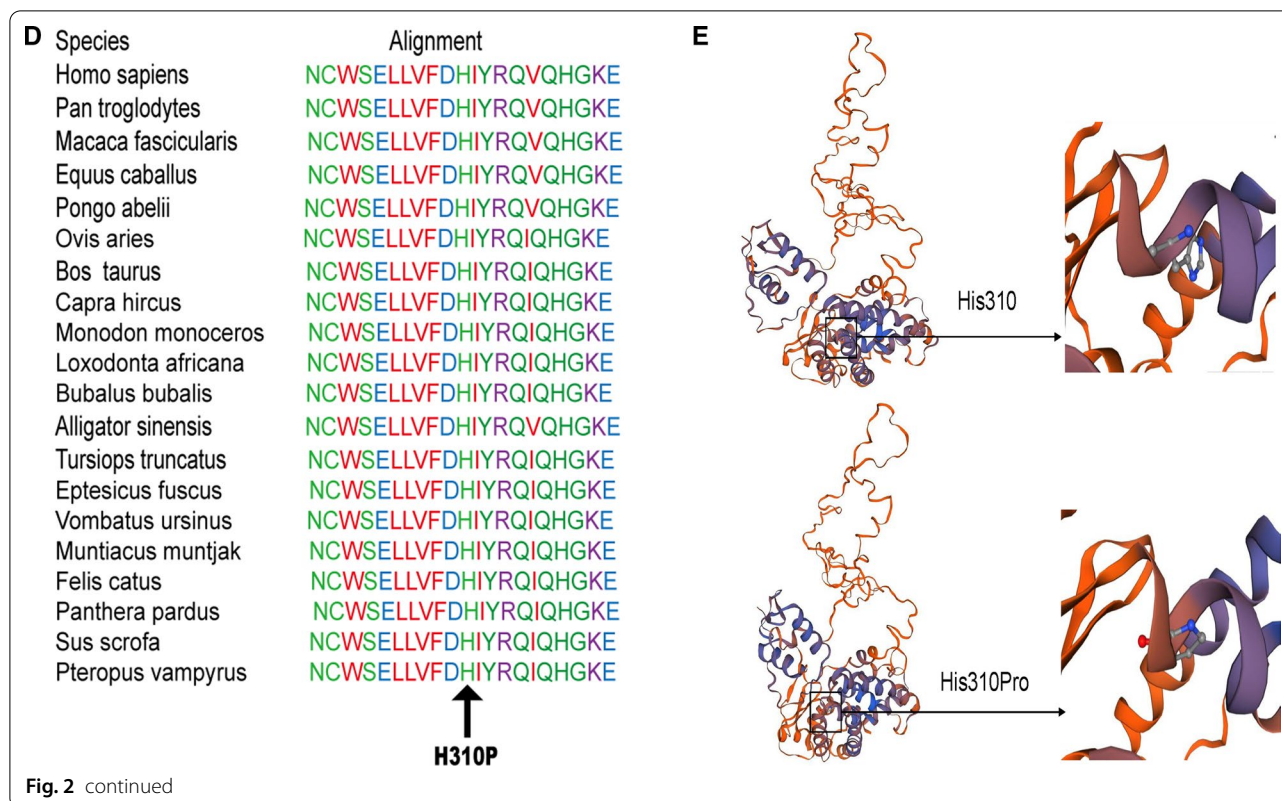 D Species Alignment
Homo sapiens NCWSELLVFDHIYRQVQHGKE
Pan troglodytes NCWSELLVFDHIYRQVQHGKE
Macaca fascicularis NCWSELLVFDHIYRQVQHGKE
Equus caballus NCWSELLVFDHIYRQVQHGKE
Pongo abelii NCWSELLVFDHIYRQVQHGKE
Ovis aries NCWSELLVFDHIYRQIQHGKE
Bos taurus NCWSELLVFDHIYRQIQHGKE
Capra hircus NCWSELLVFDHIYRQIQHGKE
Monodon monoceros NCWSELLVFDHIYRQIQHGKE
Loxodonta africana NCWSELLVFDHIYRQIQHGKE
Bubalus bubalis NCWSELLVFDHIYRQIQHGKE
Alligator sinensis NCWSELLVFDHIYRQVQHGKE
Tursiops truncatus NCWSELLVFDHIYRQIQHGKE
Eptesicus fuscus NCWSELLVFDHIYRQIQHGKE
Vombatus ursinus NCWSELLVFDHIYRQIQHGKE
Muntiacus muntjak NCWSELLVFDHIYRQIQHGKE
Felis catus NCWSELLVFDHIYRQIQHGKE
Panthera pardus NCWSELLVFDHIYRQIQHGKE
Sus scrofa NCWSELLVFDHIYRQIQHGKE
Pteropus vampyrus NCWSELLVFDHIYRQIQHGKE
H310P
E
His310
His310Pro
Fig. 2 continued